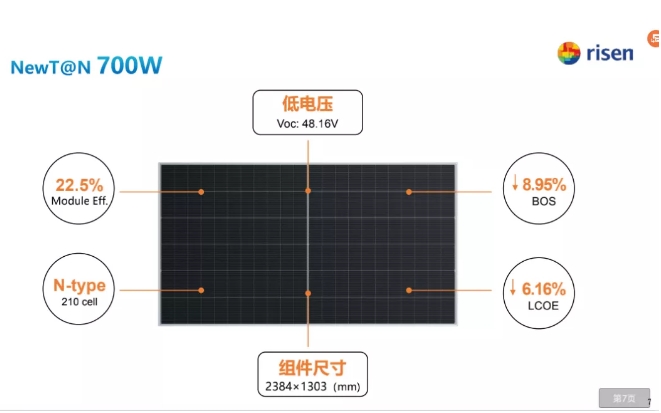 NewT@N 700W
risen
低电压
Voc: 48.16V
22.5%
Module Eff.
↓ 8.95%
BOS
N-type
210 cell
↓ 6.16%
LCOE
组件尺寸
2384×1303（mm)
第7页
7